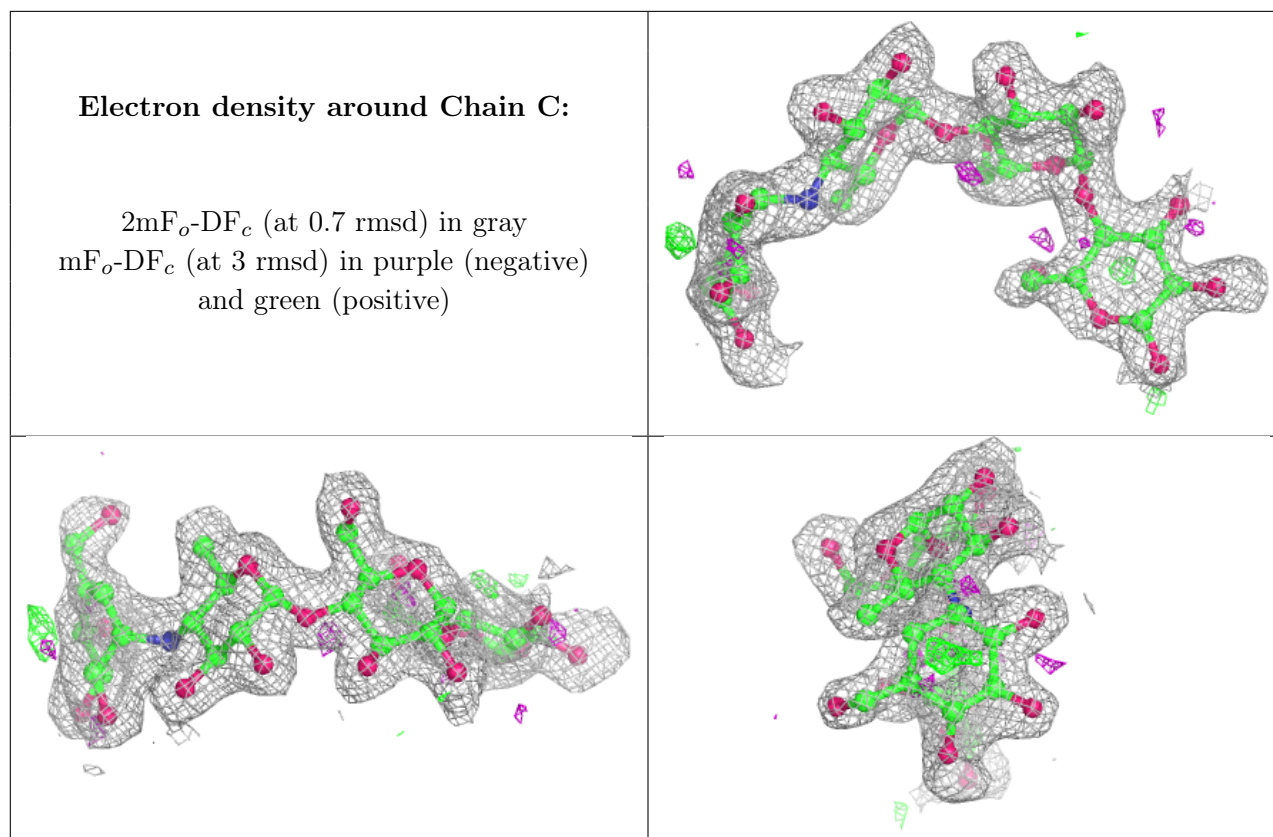 Electron density around Chain C:
2mFₒ-DF𝒸 (at 0.7 rmsd) in gray
mFₒ-DF𝒸 (at 3 rmsd) in purple (negative)
and green (positive)